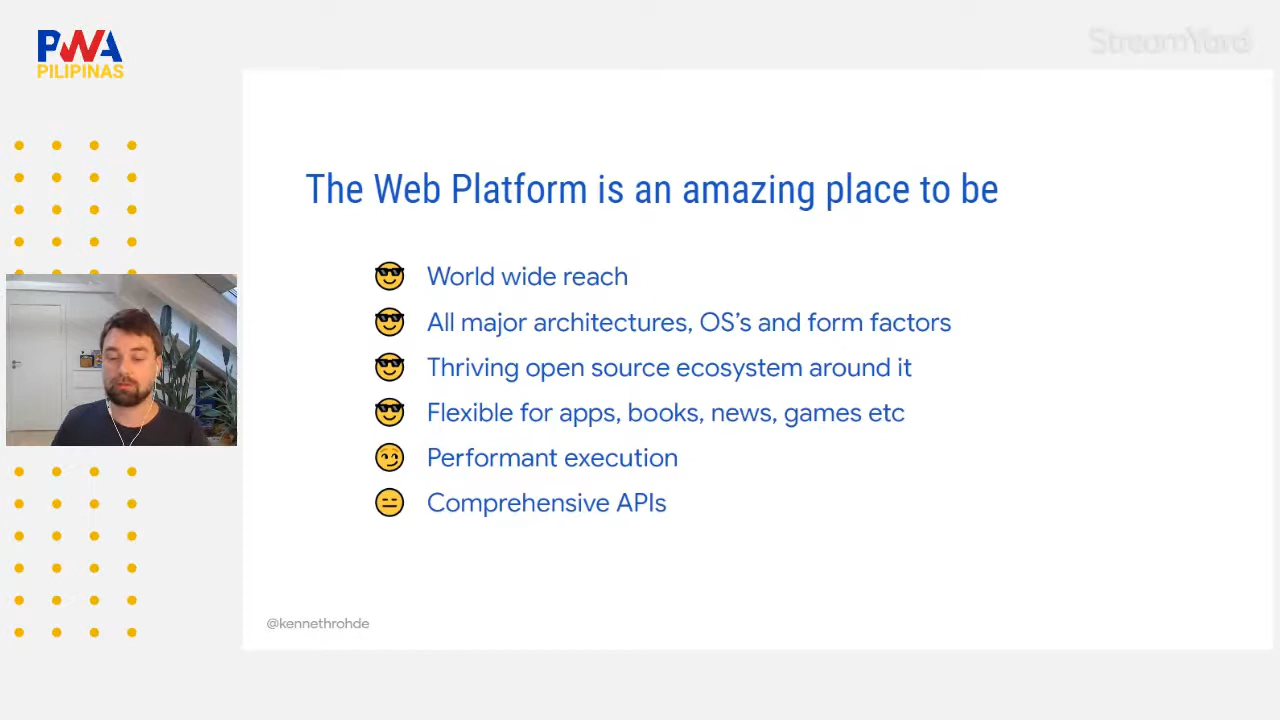 PWA
PILIPINAS
StreamYard
The Web Platform is an amazing place to be
World wide reach
All major architectures, OS's and form factors
Thriving open source ecosystem around it
Flexible for apps, books, news, games etc
Performant execution
Comprehensive APIs
@kennethrohde